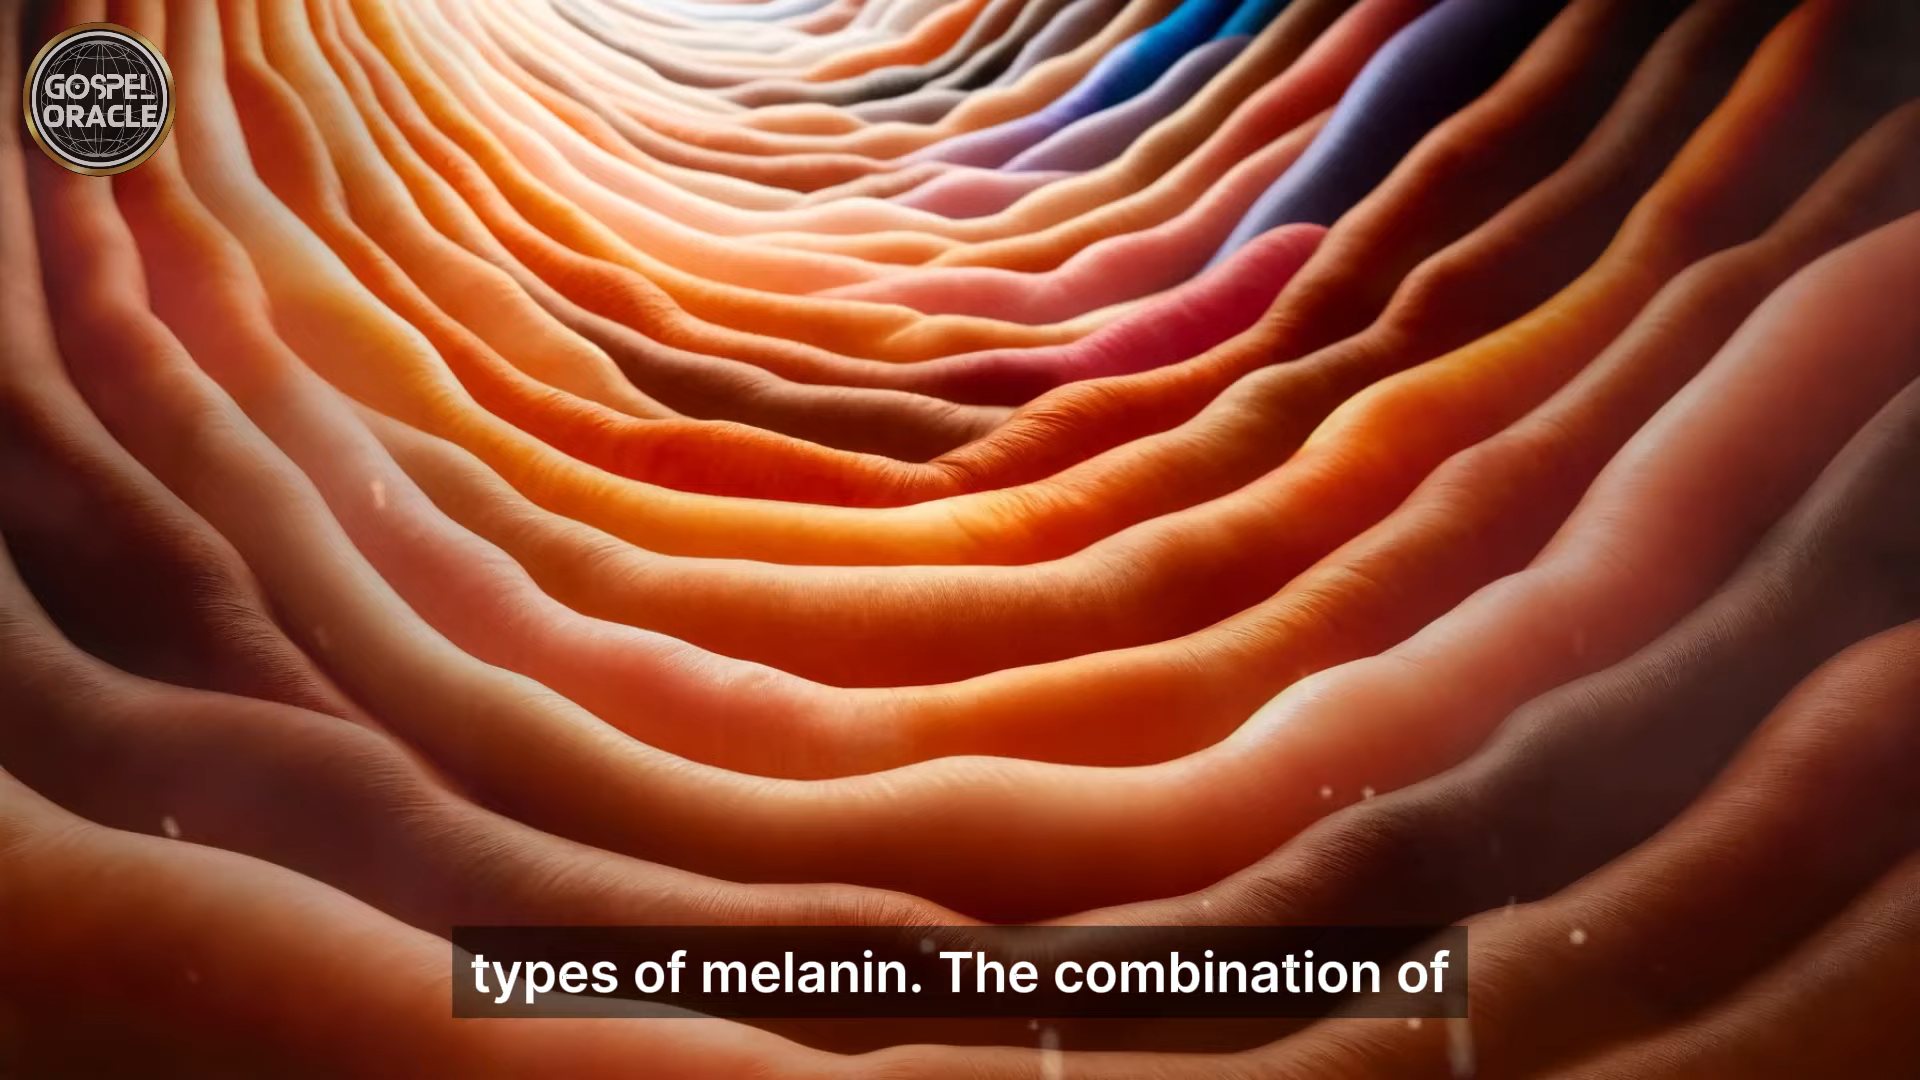 GOSPEL
ORACLE
types of melanin. The combination of